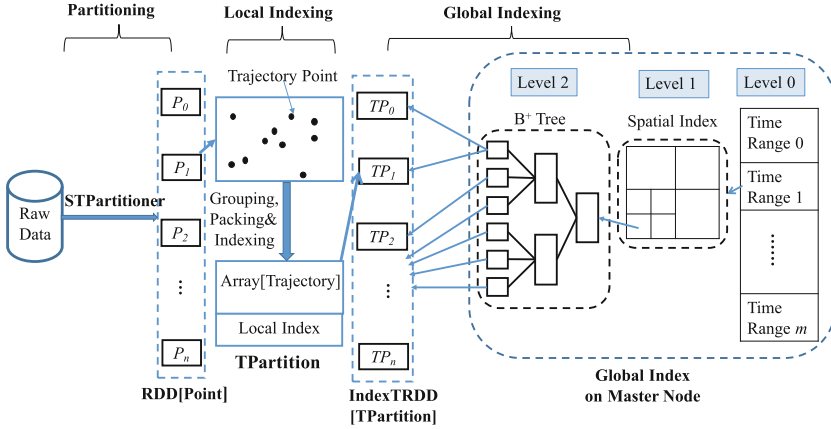 Partitioning
Local Indexing
Global Indexing
Trajectory Point
Level 2
Level 1
Level 0
P0
P1
P2
⋮
Pn
RDD[Point]
Raw
Data
STPartitioner
Grouping,
Packing&
Indexing
Array[Trajectory]
Local Index
TPartition
TP0
TP1
TP2
⋮
TPn
IndexTRDD
[TPartition]
B+ Tree
Spatial Index
Time
Range 0
Time
Range 1
⋮
Time
Range m
Global Index
on Master Node